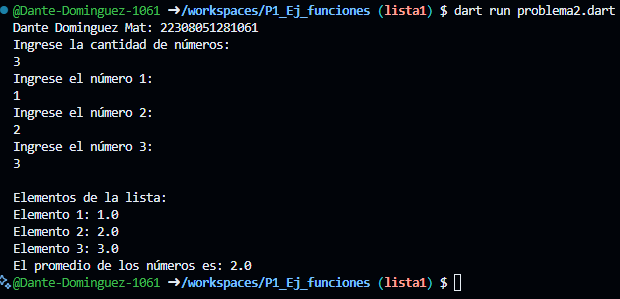 @Dante-Dominguez-1061 ➜/workspaces/P1_Ej_funciones (lista1) $ dart run problema2.dart
Dante Dominguez Mat: 22308051281061
Ingrese la cantidad de números:
3
Ingrese el número 1:
1
Ingrese el número 2:
2
Ingrese el número 3:
3
Elementos de la lista:
Elemento 1: 1.0
Elemento 2: 2.0
Elemento 3: 3.0
El promedio de los números es: 2.0
@Dante-Dominguez-1061 ➜/workspaces/P1_Ej_funciones (lista1) $